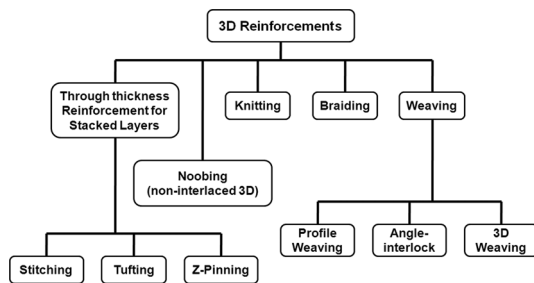 3D Reinforcements
Through thickness
Reinforcement for
Stacked Layers
Knitting
Braiding
Weaving
Noobing
(non-interlaced 3D)
Profile
Weaving
Angle-
interlock
3D
Weaving
Stitching
Tufting
Z-Pinning